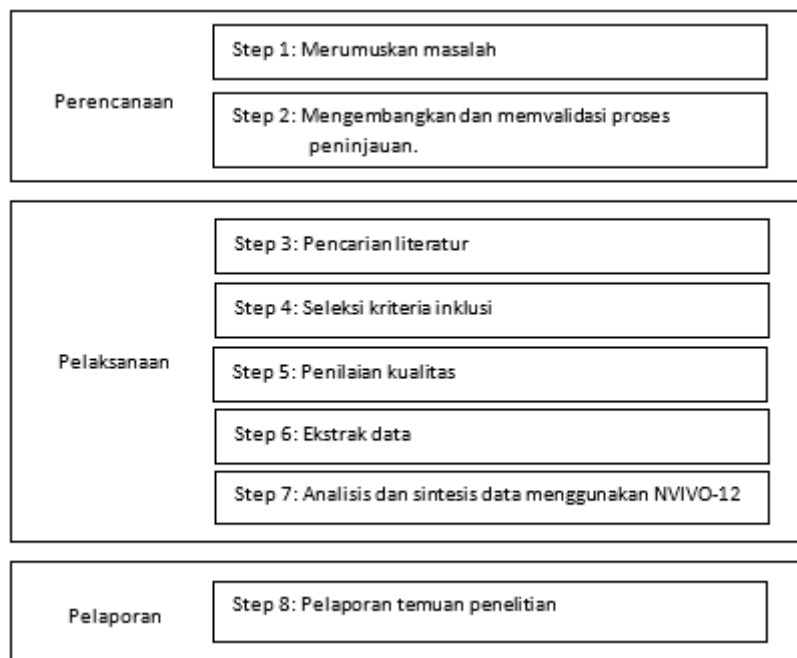 Perencanaan
Step 1: Merumuskan masalah
Step 2: Mengembangkan dan memvalidasi proses
peninjauan.
Pelaksanaan
Step 3: Pencarian literatur
Step 4: Seleksi kriteria inklusi
Step 5: Penilaian kualitas
Step 6: Ekstrak data
Step 7: Analisis dan sintesis data menggunakan NVIVO-12
Pelaporan
Step 8: Pelaporan temuan penelitian